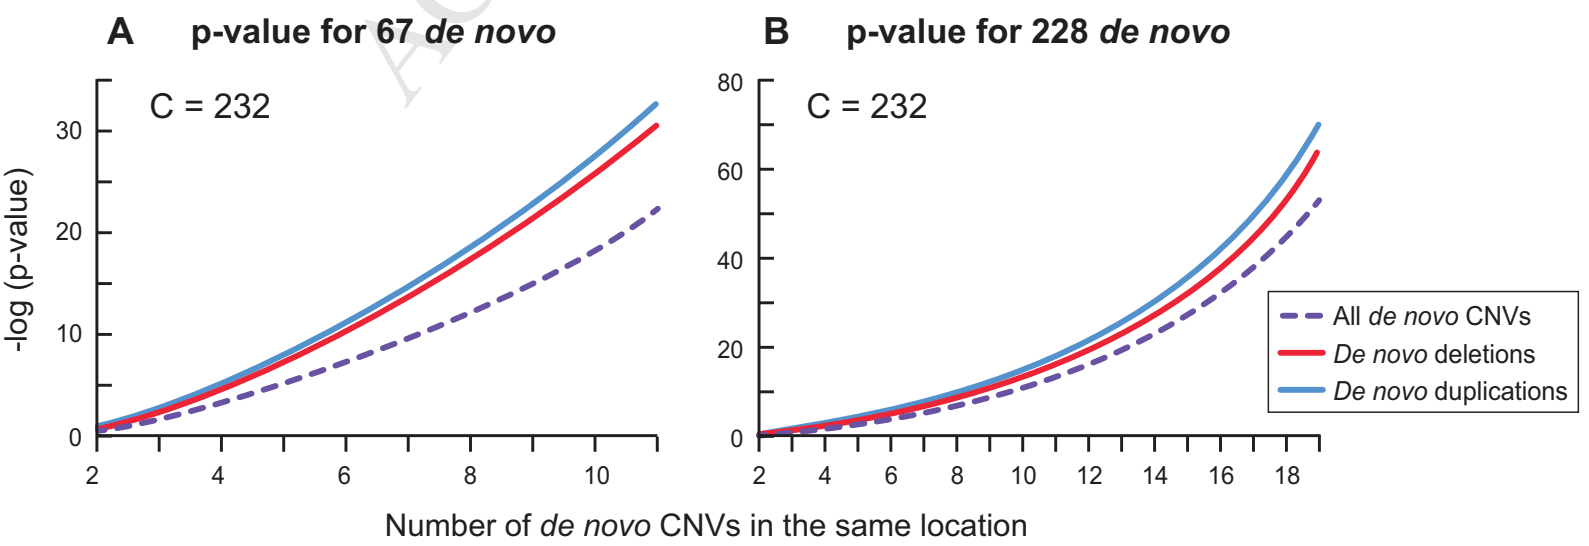 A p-value for 67 de novo
B p-value for 228 de novo
C = 232
C = 232
-log (p-value)
30
20
10
0
2 4 6 8 10
80
60
40
20
0
2 4 6 8 10 12 14 16 18
All de novo CNVs
De novo deletions
De novo duplications
Number of de novo CNVs in the same location